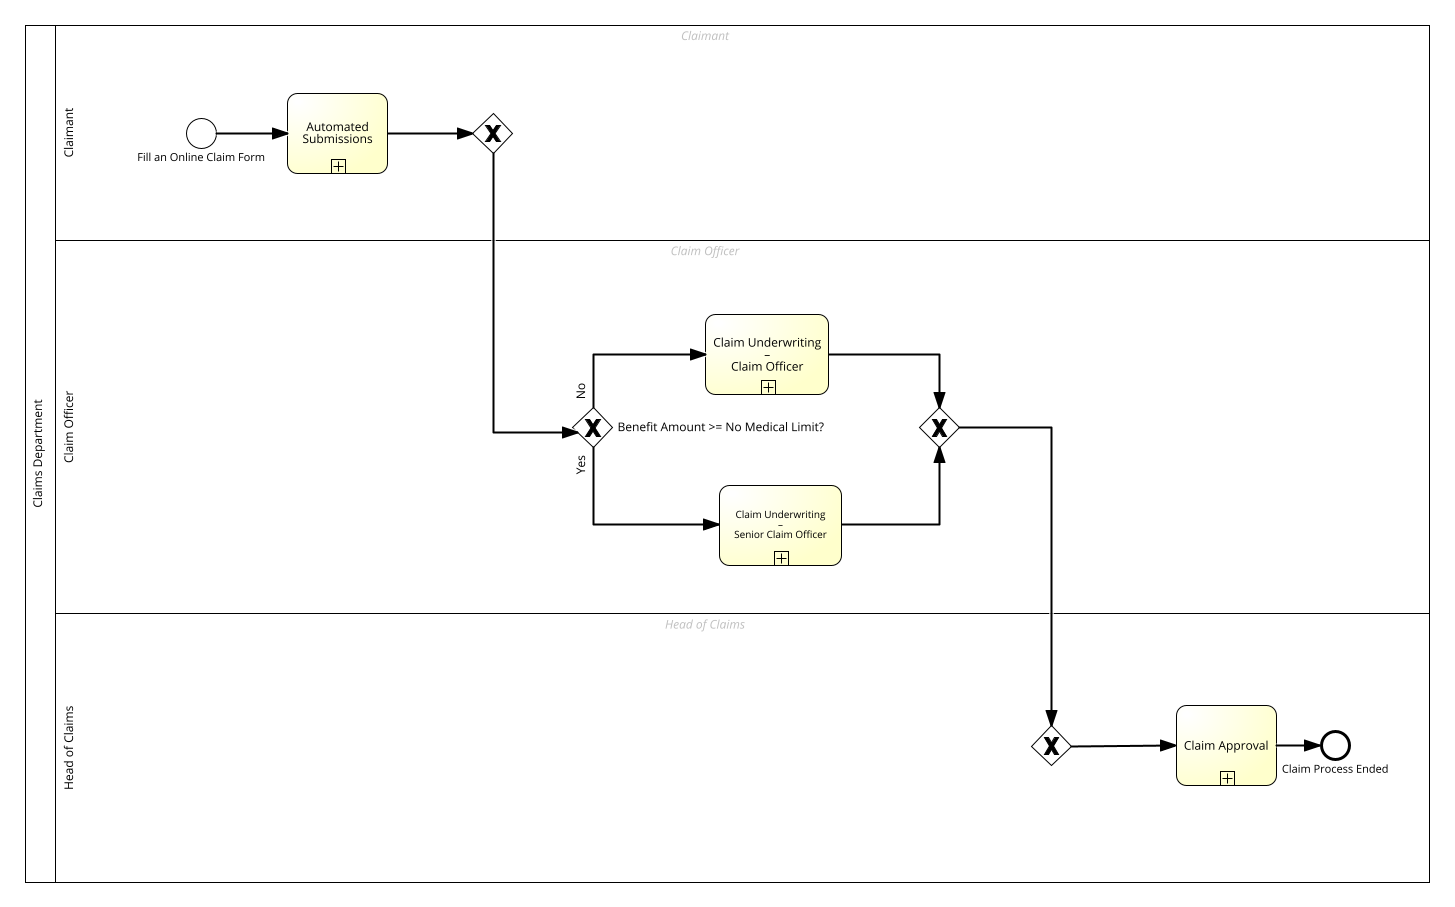 Claims Department
Claimant
Claimant
Fill an Online Claim Form
Automated
Submissions
Claim Officer
Claim Officer
No
Yes
Benefit Amount >= No Medical Limit?
Claim Underwriting
–
Claim Officer
Claim Underwriting
–
Senior Claim Officer
Head of Claims
Head of Claims
Claim Approval
Claim Process Ended